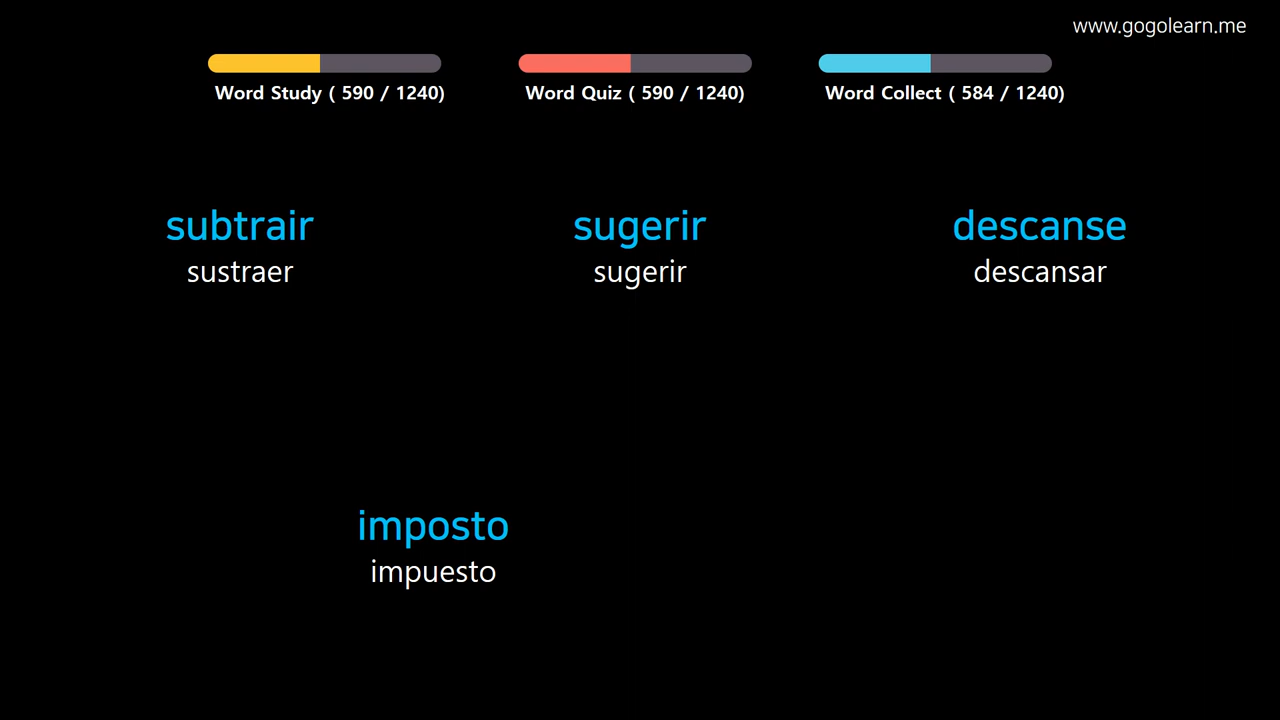 www.gogolearn.me
Word Study ( 590 / 1240)
Word Quiz ( 590 / 1240)
Word Collect ( 584 / 1240)
subtrair
sustraer
sugerir
sugerir
descanse
descansar
imposto
impuesto